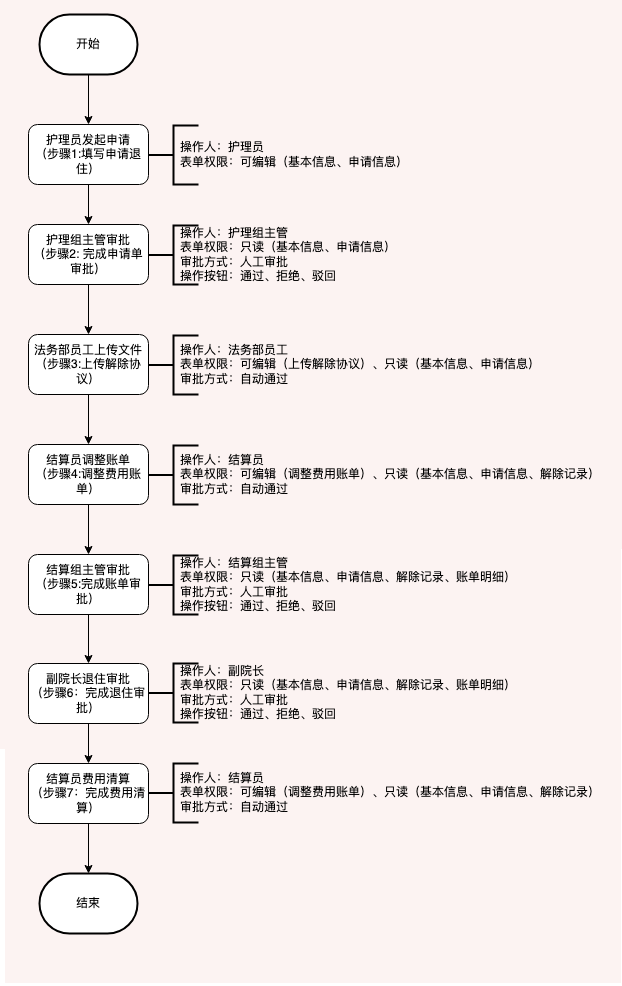 开始
护理员发起申请
（步骤1:填写申请退
住）
操作人：护理员
表单权限：可编辑（基本信息、申请信息）
护理组主管审批
（步骤2: 完成申请单
审批）
操作人：护理组主管
表单权限：只读（基本信息、申请信息）
审批方式：人工审批
操作按钮：通过、拒绝、驳回
法务部员工上传文件
（步骤3:上传解除协
议）
操作人：法务部员工
表单权限：可编辑（上传解除协议）、只读（基本信息、申请信息）
审批方式：自动通过
结算员调整账单
（步骤4:调整费用账
单）
操作人：结算员
表单权限：可编辑（调整费用账单）、只读（基本信息、申请信息、解除记录）
审批方式：自动通过
结算组主管审批
（步骤5:完成账单审
批）
操作人：结算组主管
表单权限：只读（基本信息、申请信息、解除记录、账单明细）
审批方式：人工审批
操作按钮：通过、拒绝、驳回
副院长退住审批
（步骤6：完成退住审
批）
操作人：副院长
表单权限：只读（基本信息、申请信息、解除记录、账单明细）
审批方式：人工审批
操作按钮：通过、拒绝、驳回
结算员费用清算
（步骤7：完成费用清
算）
操作人：结算员
表单权限：可编辑（调整费用账单）、只读（基本信息、申请信息、解除记录）
审批方式：自动通过
结束